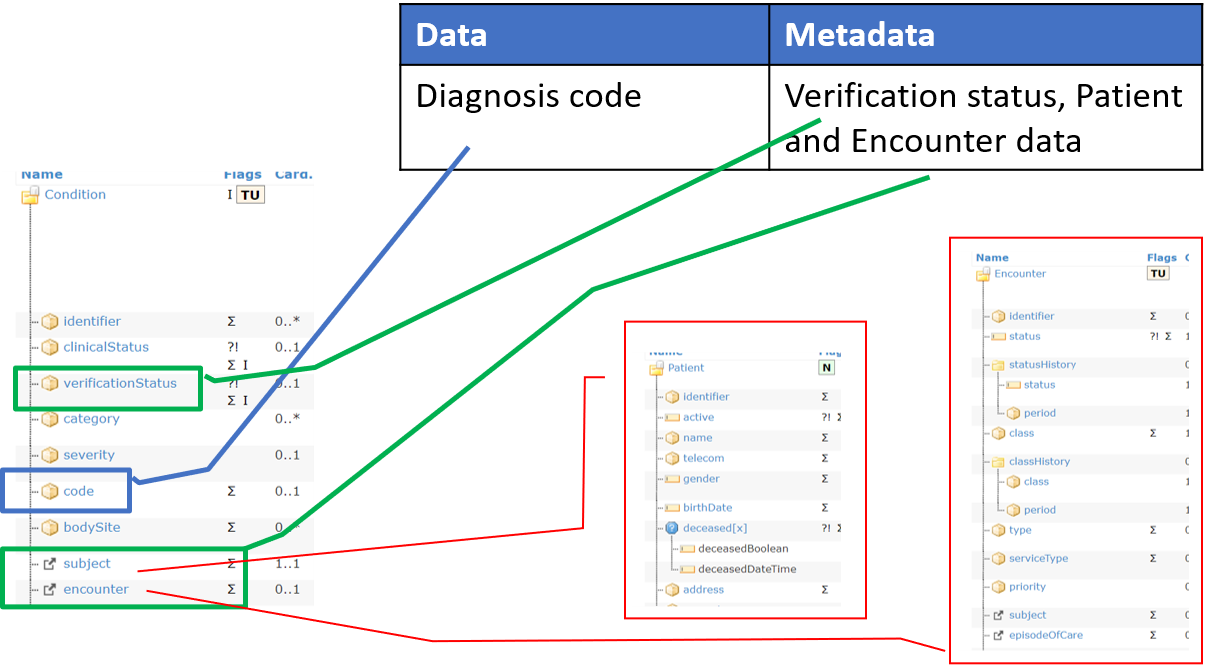 Data Metadata
Diagnosis code Verification status, Patient
and Encounter data
Name Flags Card.
Condition I TU
identifier Σ 0..*
clinicalStatus ?! 0..1
Σ I
verificationStatus ?! 0..1
Σ I
category 0..*
severity 0..1
code Σ 0..1
bodySite Σ 0..*
subject Σ 1..1
encounter Σ 0..1
Name Flag
Patient N
identifier Σ
active ?! Σ
name Σ
telecom Σ
gender Σ
birthDate Σ
deceased[x] ?! Σ
deceasedBoolean
deceasedDateTime
address Σ
Name Flags C
Encounter TU
identifier Σ 0
status ?! Σ 1
statusHistory 0
status 1
period 1
class Σ 1
classHistory 0
class 1
period 1
type Σ 0
serviceType Σ 0
priority 0
subject Σ 0
episodeOfCare Σ 0